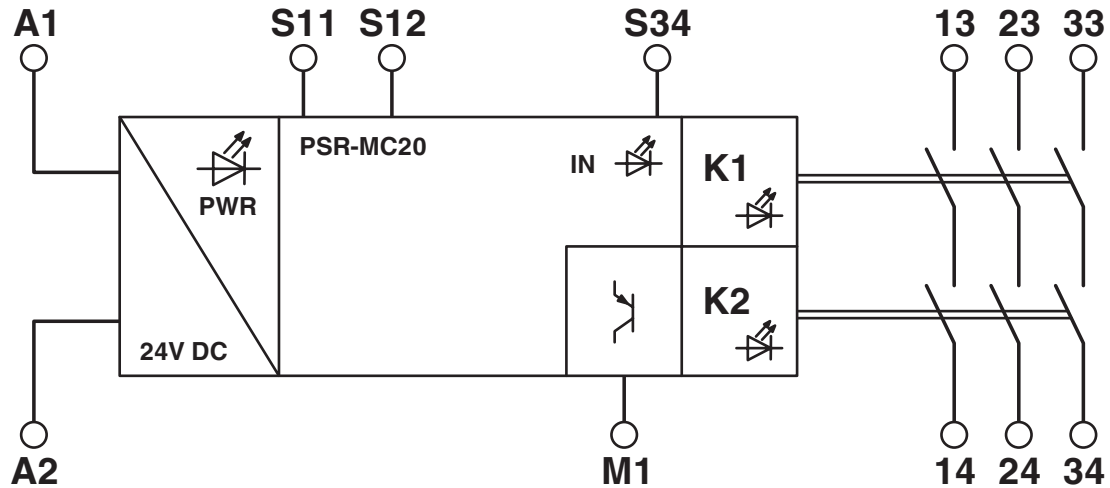 A1 S11 S12 S34 13 23 33
PSR-MC20
IN
K1
PWR
K2
24V DC
A2 M1 14 24 34